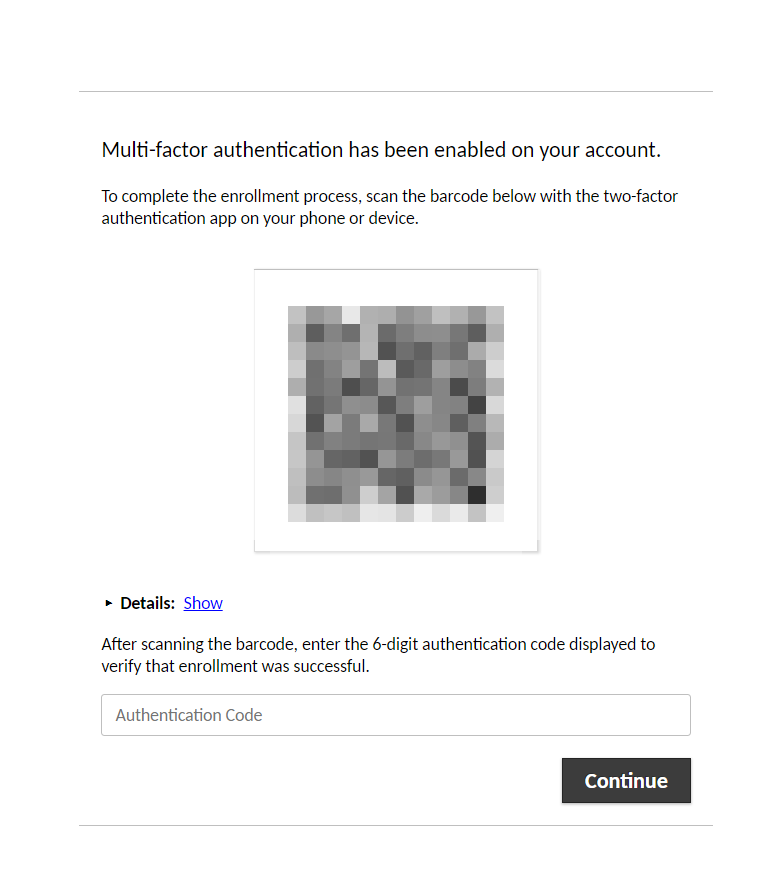 Multi-factor authentication has been enabled on your account.
To complete the enrollment process, scan the barcode below with the two-factor
authentication app on your phone or device.
Details: Show
After scanning the barcode, enter the 6-digit authentication code displayed to
verify that enrollment was successful.
Authentication Code
Continue